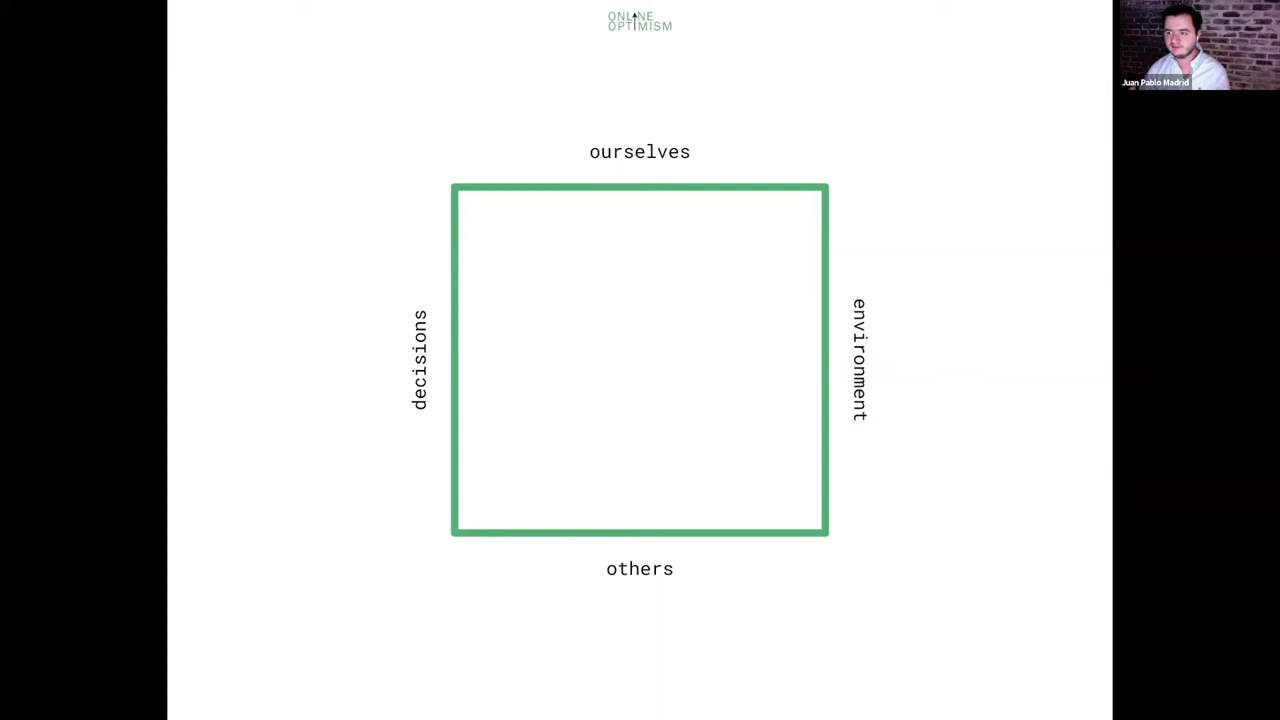 ONLINE
OPTIMISM
Juan Pablo Madrid
ourselves
decisions
environment
others